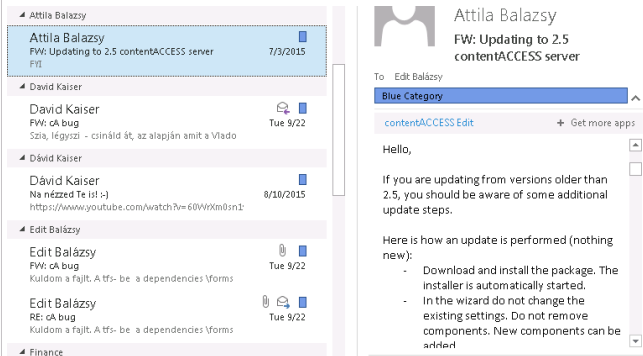 Attila Balazsy
Attila Balazsy
FW: Updating to 2.5 contentACCESS server 7/3/2015
FYI
David Kaiser
David Kaiser
FW: cA bug Tue 9/22
Szia, légyszi - csináld át, az alapján amit a Vlado
Dávid Kaiser
Dávid Kaiser
Na nézzed Te is! :-) 8/10/2015
https://www.youtube.com/watch?v=60WrXm0sn1
Edit Balázsy
Edit Balázsy
FW: cA bug Tue 9/22
Kuldom a fajlt. A tfs- be a dependencies \forms
Edit Balázsy
RE: cA bug Tue 9/22
Kuldom a fajlt. A tfs- be a dependencies \forms
Finance
Attila Balazsy
FW: Updating to 2.5
contentACCESS server
To Edit Balázsy
Blue Category
contentACCESS Edit + Get more apps
Hello,
If you are updating from versions older than
2.5, you should be aware of some additional
update steps.
Here is how an update is performed (nothing
new):
- Download and install the package. The
installer is automatically started.
- In the wizard do not change the
existing settings. Do not remove
components. New components can be
added